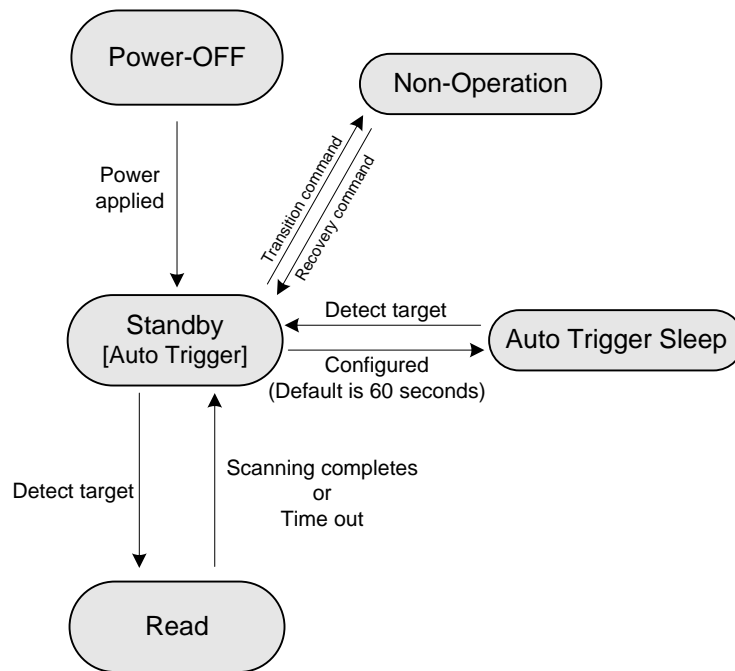 Power-OFF
Non-Operation
Power
applied
Transition command
Recovery command
Standby
[Auto Trigger]
Detect target
Auto Trigger Sleep
Configured
(Default is 60 seconds)
Detect target
Scanning completes
or
Time out
Read